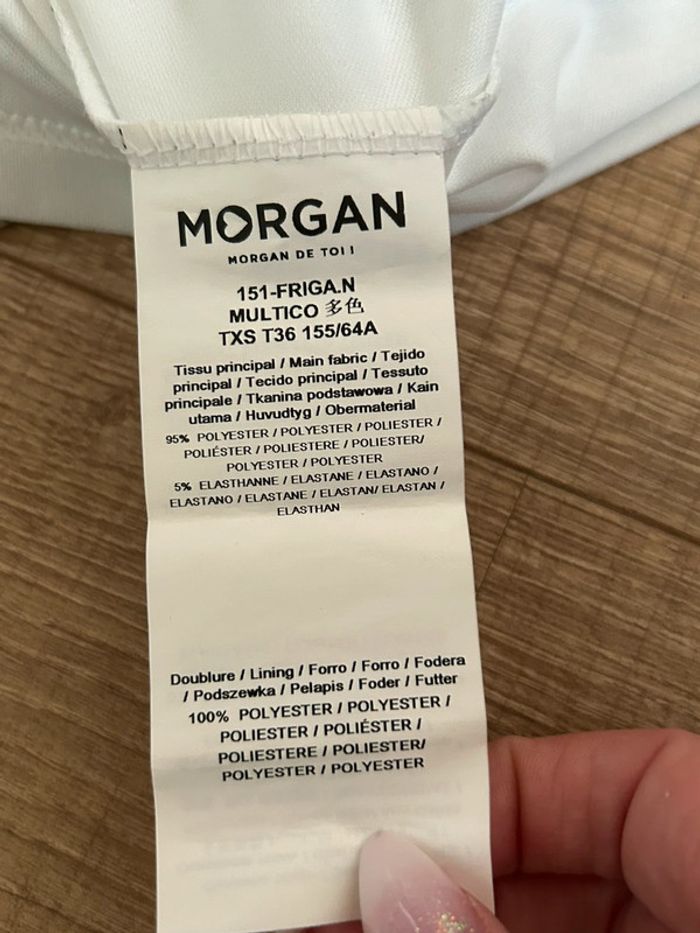 MORGAN
MORGAN DE TOI !
151-FRIGA.N
MULTICO 多色
TXS T36 155/64A
Tissu principal / Main fabric / Tejido
principal / Tecido principal / Tessuto
principale / Tkanina podstawowa / Kain
utama / Huvudtyg / Obermaterial
95% POLYESTER / POLYESTER / POLIESTER /
POLIÉSTER / POLIESTERE / POLIESTER/
POLYESTER / POLYESTER
5% ELASTHANNE / ELASTANE / ELASTANO /
ELASTANO / ELASTANE / ELASTAN/ ELASTAN /
ELASTHAN
Doublure / Lining / Forro / Forro / Fodera
/ Podszewka / Pelapis / Foder / Futter
100% POLYESTER / POLYESTER /
POLIESTER / POLIÉSTER /
POLIESTERE / POLIESTER/
POLYESTER / POLYESTER